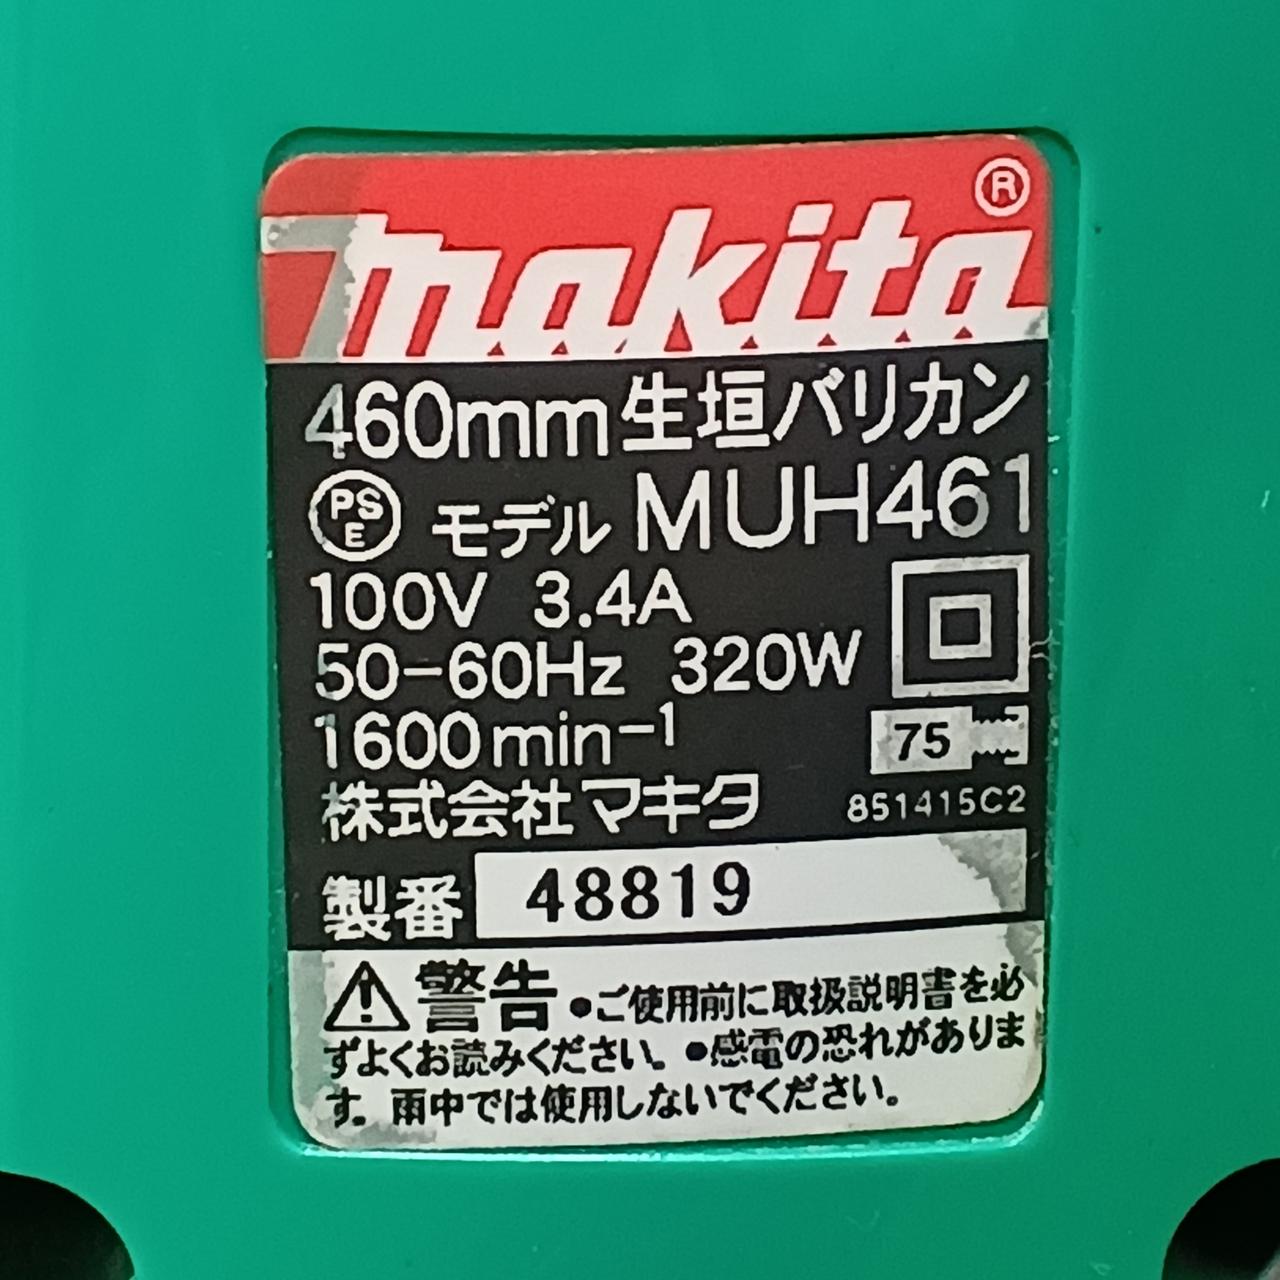 makita®
460mm生垣バリカン
PSE モデル MUH461
100V 3.4A
50-60Hz 320W
1600min-1
75
株式会社マキタ 851415C2
製番 48819
警告 ●ご使用前に取扱説明書を必
ずよくお読みください。●感電の恐れがありま
す。雨中では使用しないでください。